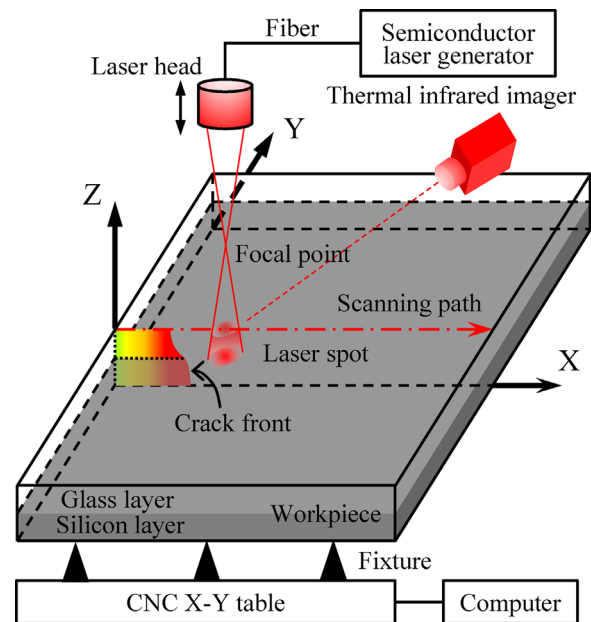 Fiber
Semiconductor
laser generator
Laser head
Thermal infrared imager
Y
Z
Focal point
Scanning path
Laser spot
X
Crack front
Glass layer
Silicon layer
Workpiece
Fixture
CNC X-Y table
Computer